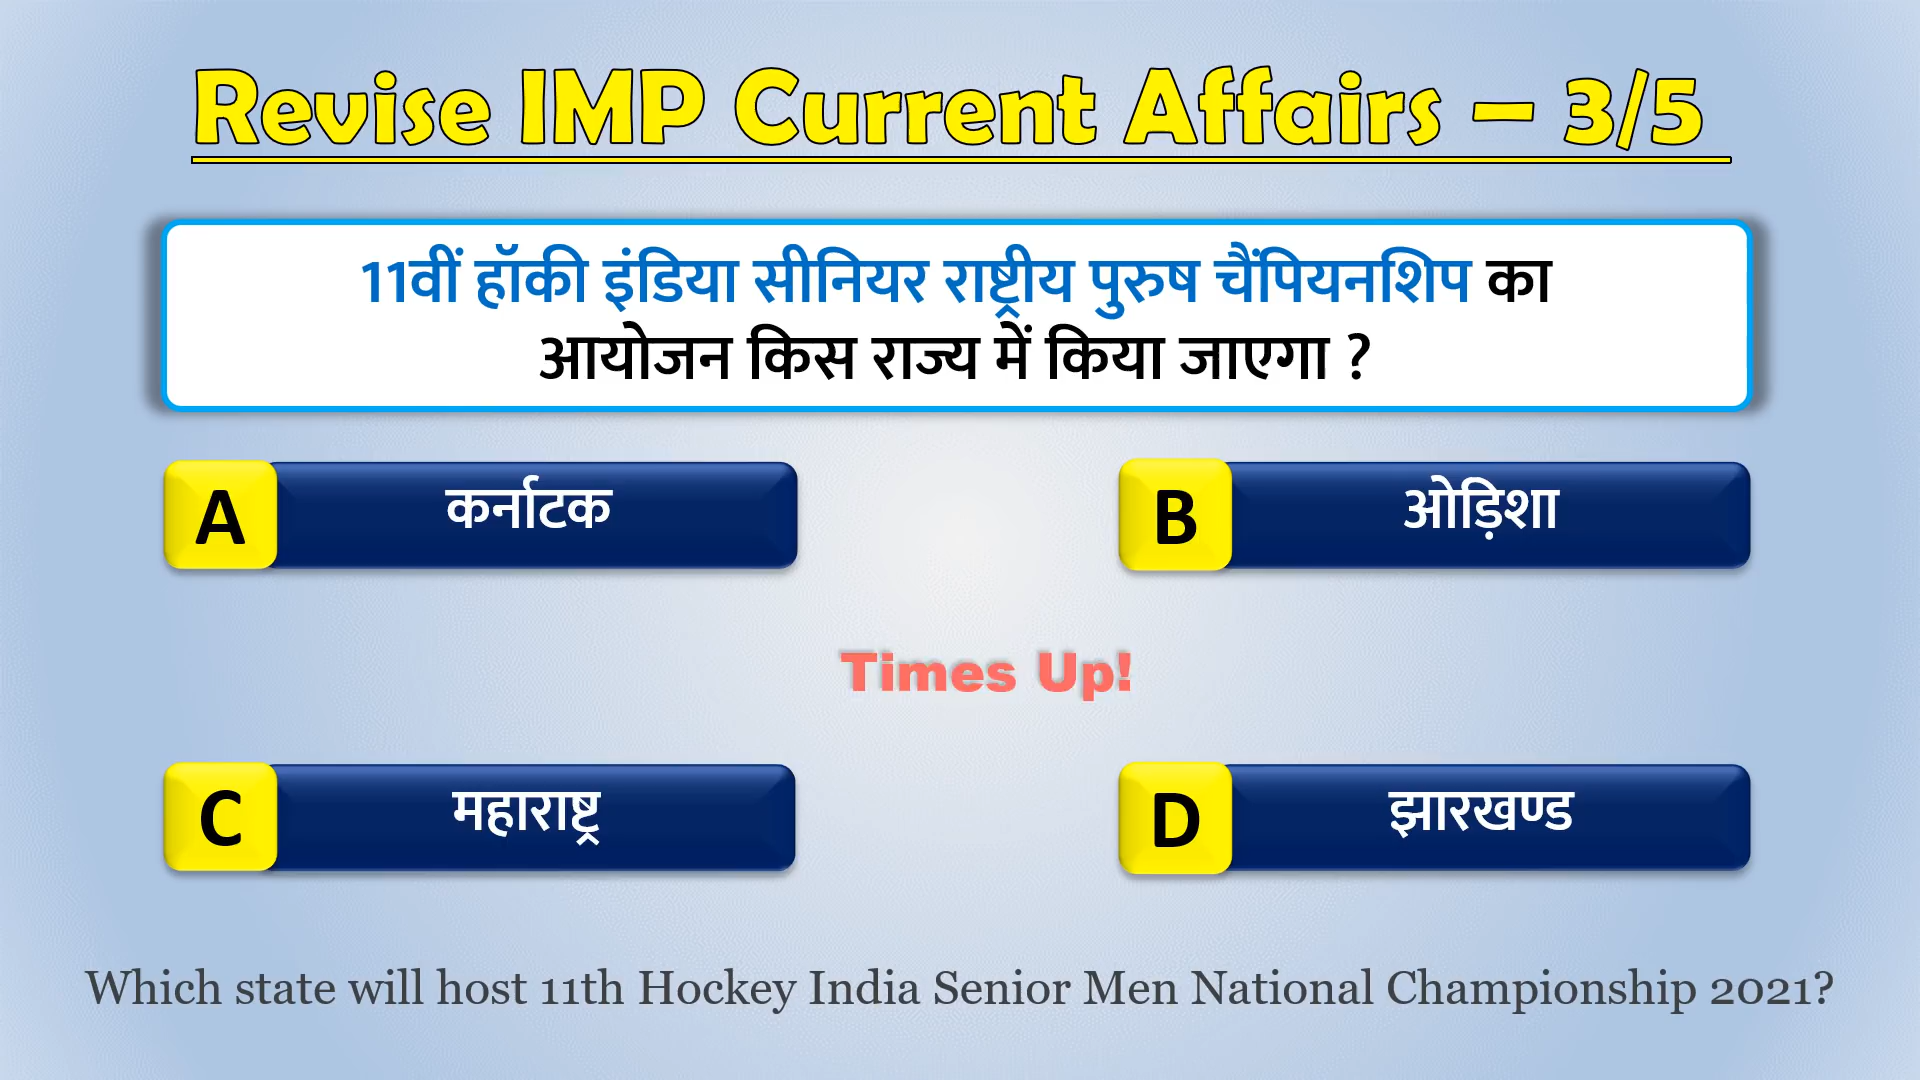 Revise IMP Current Affairs – 3/5
11वीं हॉकी इंडिया सीनियर राष्ट्रीय पुरुष चैंपियनशिप का
आयोजन किस राज्य में किया जाएगा ?
A कर्नाटक
B ओड़िशा
Times Up!
C महाराष्ट्र
D झारखण्ड
Which state will host 11th Hockey India Senior Men National Championship 2021?